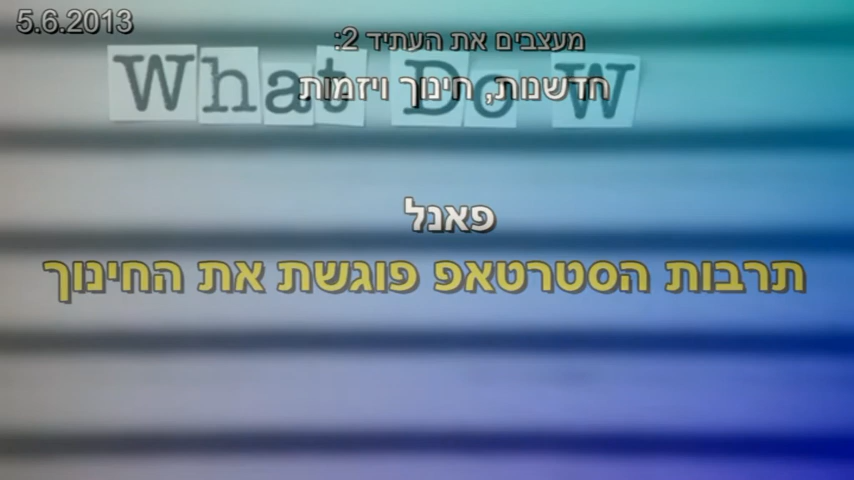 5.6.2013
מעצבים את העתיד 2:
What Do W
חדשנות, חינוך ויזמות
פאנל
תרבות הסטרטאפ פוגשת את החינוך